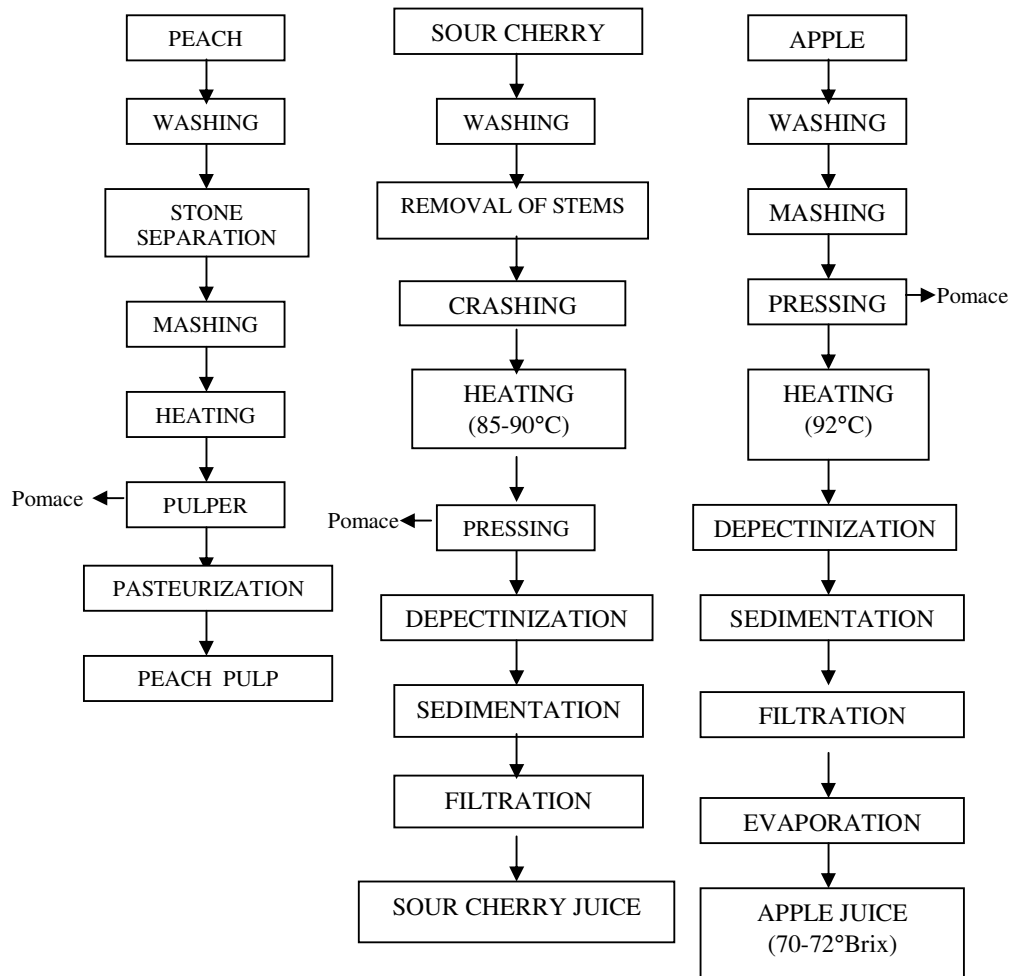 PEACH
WASHING
STONE
SEPARATION
MASHING
HEATING
Pomace
PULPER
PASTEURIZATION
PEACH PULP
SOUR CHERRY
WASHING
REMOVAL OF STEMS
CRASHING
HEATING
(85-90°C)
Pomace
PRESSING
DEPECTINIZATION
SEDIMENTATION
FILTRATION
SOUR CHERRY JUICE
APPLE
WASHING
MASHING
PRESSING
Pomace
HEATING
(92°C)
DEPECTINIZATION
SEDIMENTATION
FILTRATION
EVAPORATION
APPLE JUICE
(70-72°Brix)